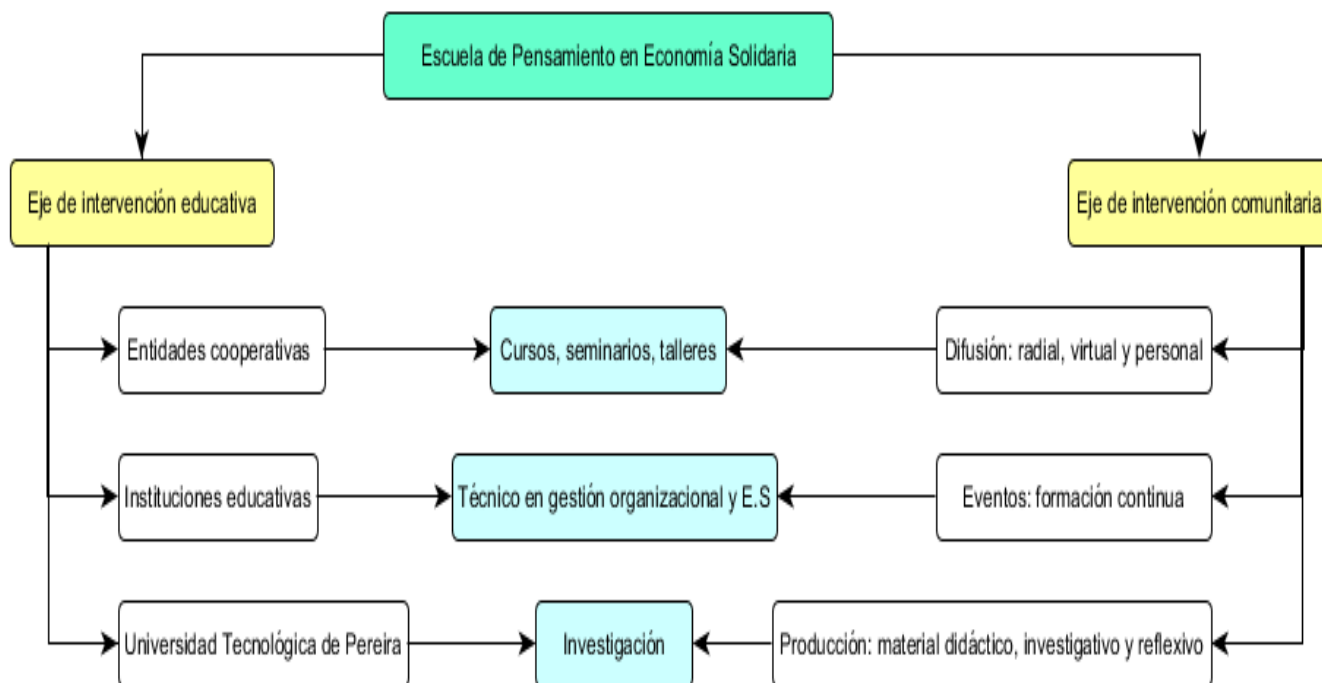 Escuela de Pensamiento en Economía Solidaria
Eje de intervención educativa
Eje de intervención comunitaria
Entidades cooperativas
Cursos, seminarios, talleres
Difusión: radial, virtual y personal
Instituciones educativas
Técnico en gestión organizacional y E.S
Eventos: formación continua
Universidad Tecnológica de Pereira
Investigación
Producción: material didáctico, investigativo y reflexivo